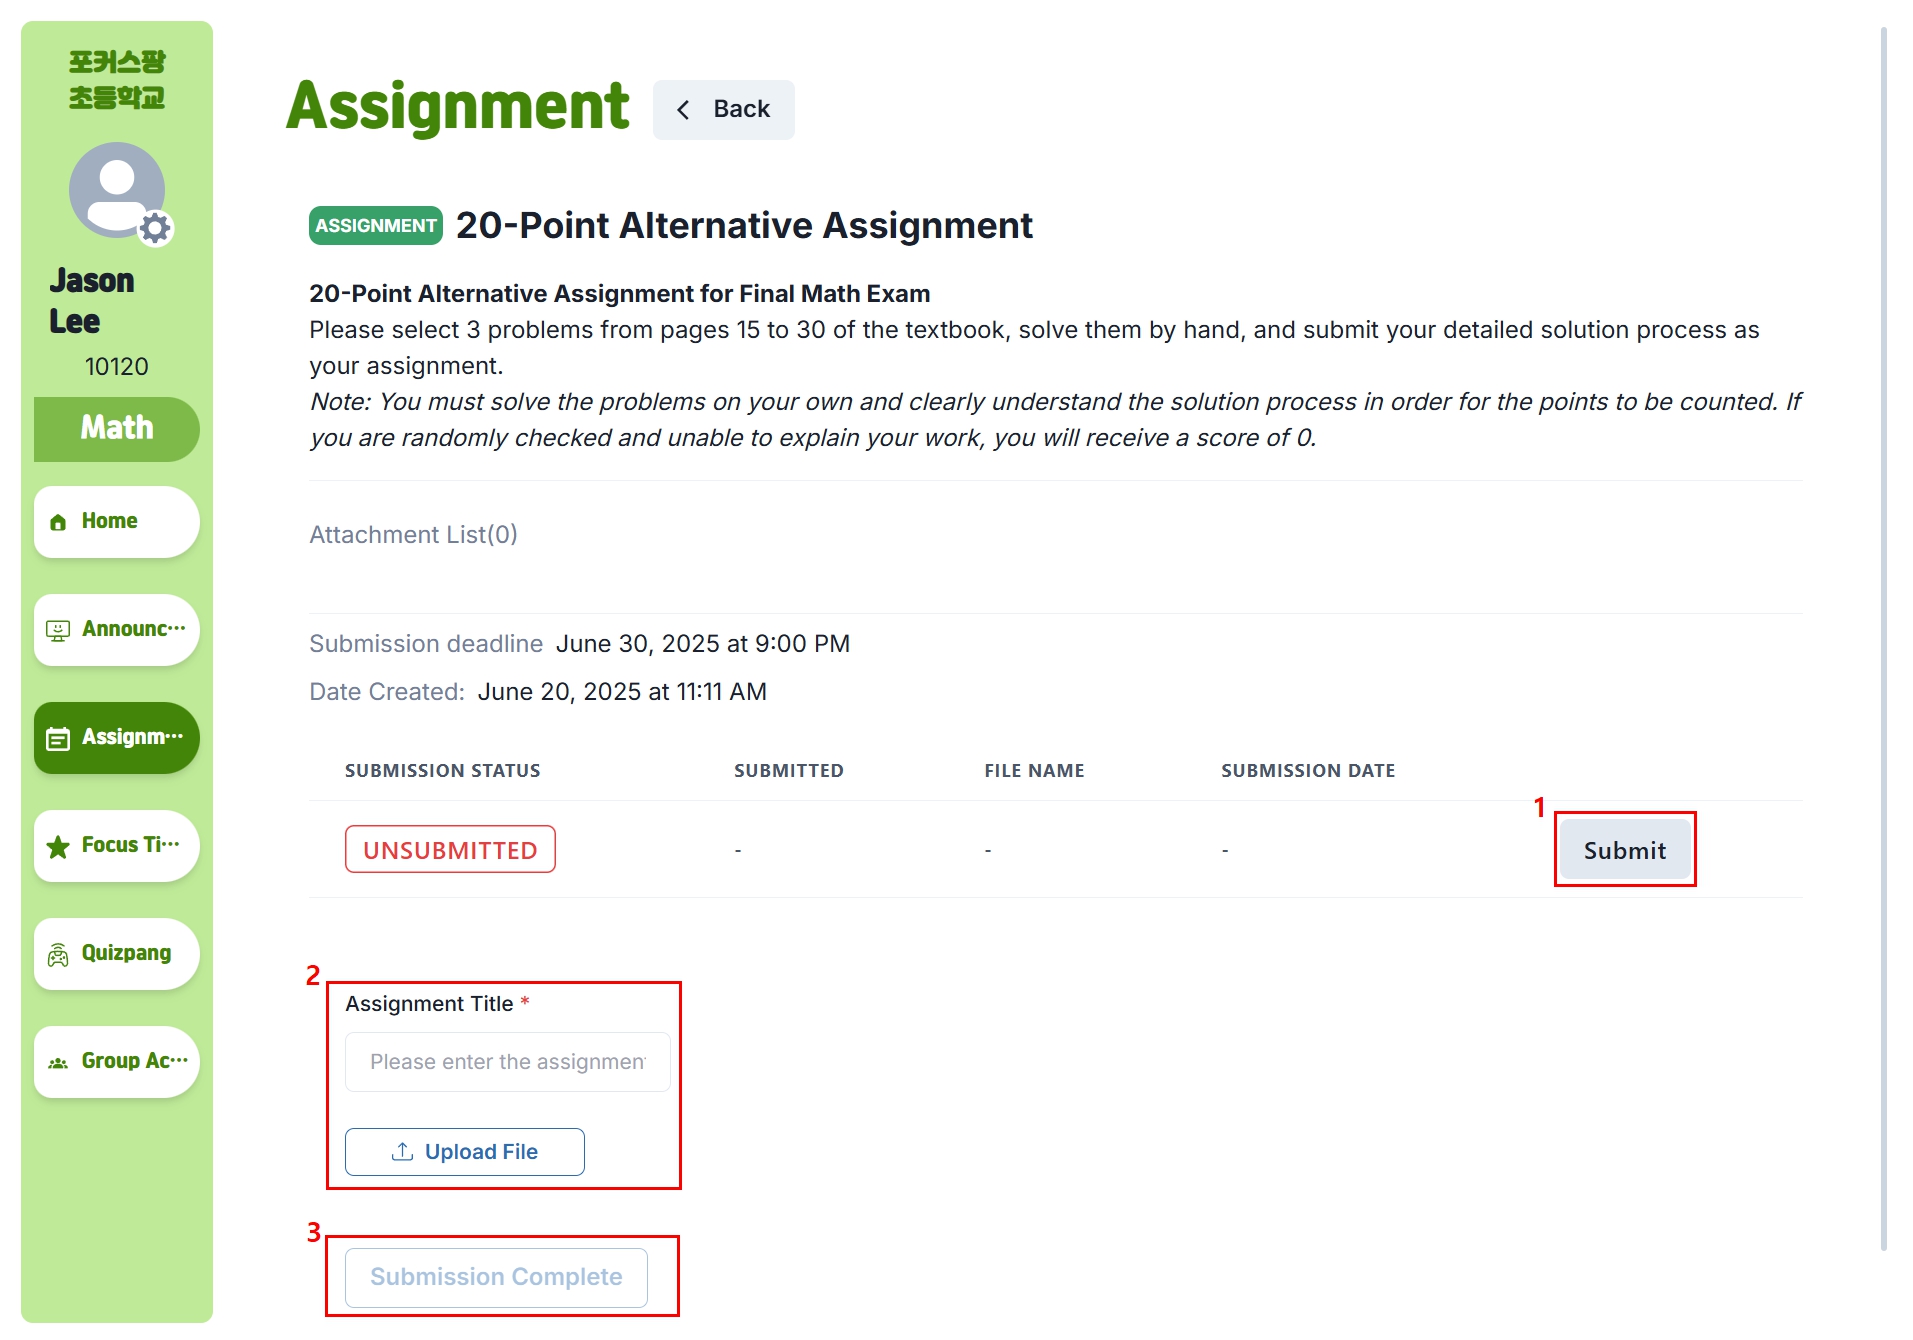 포커스팡
초등학교
Jason
Lee
10120
Math
Home
Announc···
Assignm···
Focus Ti···
Quizpang
Group Ac···
Assignment
Back
ASSIGNMENT 20-Point Alternative Assignment
20-Point Alternative Assignment for Final Math Exam
Please select 3 problems from pages 15 to 30 of the textbook, solve them by hand, and submit your detailed solution process as
your assignment.
Note: You must solve the problems on your own and clearly understand the solution process in order for the points to be counted. If
you are randomly checked and unable to explain your work, you will receive a score of 0.
Attachment List(0)
Submission deadline June 30, 2025 at 9:00 PM
Date Created: June 20, 2025 at 11:11 AM
SUBMISSION STATUS SUBMITTED FILE NAME SUBMISSION DATE
1
UNSUBMITTED - - - Submit
2
Assignment Title *
Please enter the assignmen
Upload File
3
Submission Complete